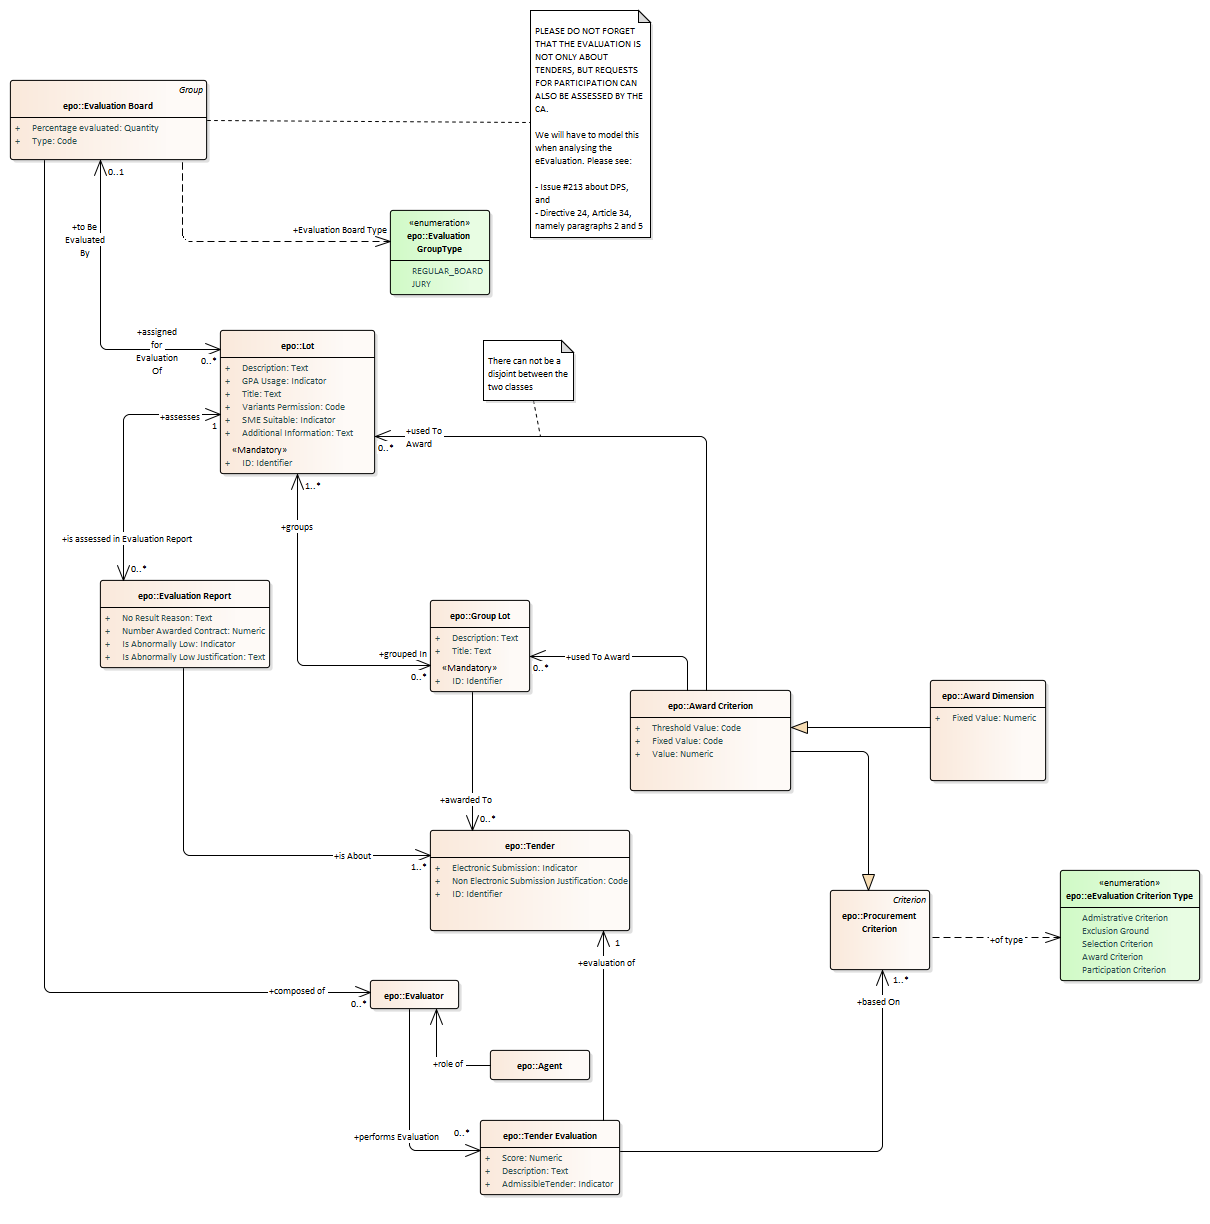 PLEASE DO NOT FORGET
THAT THE EVALUATION IS
NOT ONLY ABOUT
TENDERS, BUT REQUESTS
FOR PARTICIPATION CAN
ALSO BE ASSESSED BY THE
CA.
We will have to model this
when analysing the
eEvaluation. Please see:
- Issue #213 about DPS,
and
- Directive 24, Article 34,
namely paragraphs 2 and 5
Group
epo::Evaluation Board
+ Percentage evaluated: Quantity
+ Type: Code
0..1
+to Be
Evaluated
By
+Evaluation Board Type
«enumeration»
epo::Evaluation
GroupType
REGULAR_BOARD
JURY
+assigned
for
Evaluation
Of
0..*
epo::Lot
+ Description: Text
+ GPA Usage: Indicator
+ Title: Text
+ Variants Permission: Code
+ SME Suitable: Indicator
+ Additional Information: Text
«Mandatory»
+ ID: Identifier
There can not be a
disjoint between the
two classes
+assesses
1
+used To
Award
0..*
1..*
+groups
+is assessed in Evaluation Report
0..*
epo::Evaluation Report
+ No Result Reason: Text
+ Number Awarded Contract: Numeric
+ Is Abnormally Low: Indicator
+ Is Abnormally Low Justification: Text
epo::Group Lot
+ Description: Text
+ Title: Text
«Mandatory»
+ ID: Identifier
+grouped In
0..*
+used To Award
0..*
epo::Award Criterion
+ Threshold Value: Code
+ Fixed Value: Code
+ Value: Numeric
epo::Award Dimension
+ Fixed Value: Numeric
+awarded To
0..*
epo::Tender
+ Electronic Submission: Indicator
+ Non Electronic Submission Justification: Code
+ ID: Identifier
+is About
1..*
Criterion
epo::Procurement
Criterion
+of type
«enumeration»
epo::eEvaluation Criterion Type
Admistrative Criterion
Exclusion Ground
Selection Criterion
Award Criterion
Participation Criterion
1
+evaluation of
1..*
+based On
+composed of
0..*
epo::Evaluator
+role of
epo::Agent
+performs Evaluation
0..*
epo::Tender Evaluation
+ Score: Numeric
+ Description: Text
+ AdmissibleTender: Indicator